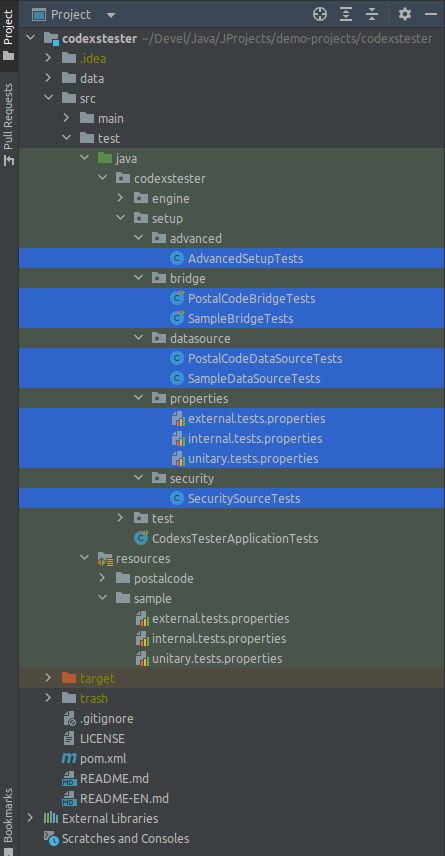 Project
codexstester ~/Devel/Java/JProjects/demo-projects/codexstester
.idea
data
src
main
test
java
codexstester
engine
setup
advanced
AdvancedSetupTests
bridge
PostalCodeBridgeTests
SampleBridgeTests
datasource
PostalCodeDataSourceTests
SampleDataSourceTests
properties
external.tests.properties
internal.tests.properties
unitary.tests.properties
security
SecuritySourceTests
test
CodexsTesterApplicationTests
resources
postalcode
sample
external.tests.properties
internal.tests.properties
unitary.tests.properties
target
trash
.gitignore
LICENSE
pom.xml
README.md
README-EN.md
External Libraries
Scratches and Consoles
Project
Pull Requests
Bookmarks